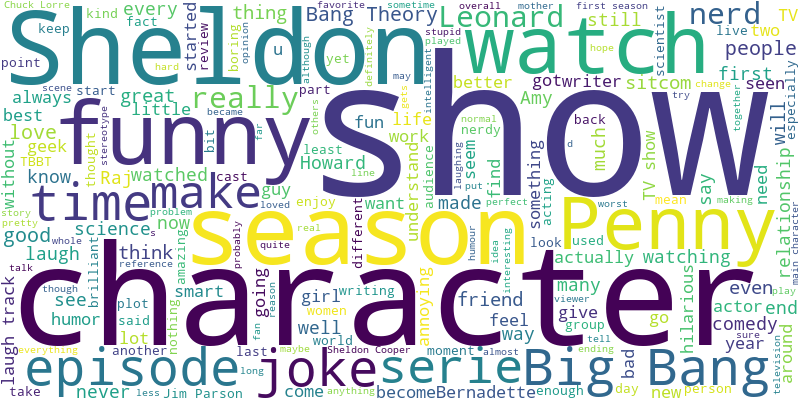 Chuck Lorre
kind
every
thing
Bang Theory
Leonard
still
favorite
sometime
overall
mother
first season
TV
fact
keep
point
Sheldon
started
review
boring
opinion
u
yet
although
hard
may
stupid
played
intelligent
watch
nerd
two
people
live
hope
scientist
scene
start
part
always
great
really
better
got
writer
sitcom
first
seen
will
especially
best
little
became
stereotype
others
gets
change
try
together
show
funny
love
geek
bit
fun
life
Amy
without
TBBT
thought
far
least
work
nerdy
normal
d
back
much
TV show
say
need
relationship
know
Raj
watched
cast
Howard
line
audience
seem
laughing
put
something
acting
time
make
guy
loved
enjoy
want
understand
made
find
perfect
worst
mean
making
story
pretty
problem
science
s
now
different
season
Penny
good
whole
reference
quite
real
humour
look
used
actually watching
main character
laugh
think
amazing
probably
idea
interesting
talk
though
brilliant
smart
going
girl
writing
annoying
friend
many
even
hilarious
play
character
see
plot
nothing
fan
reason
women
feel
viewer
give
actor
end
humor
said
well
way
group
go
comedy
around
laugh track
lot
world
tell
year
sure
everything
another
last
maybe
Sheldon Cooper
moment
almost
ending
bad
television
episode
joke
serie
Big Bang
take
never
less
Jim Parson
long
come
anything
become
Bernadette
enough
day
new
person
definitely